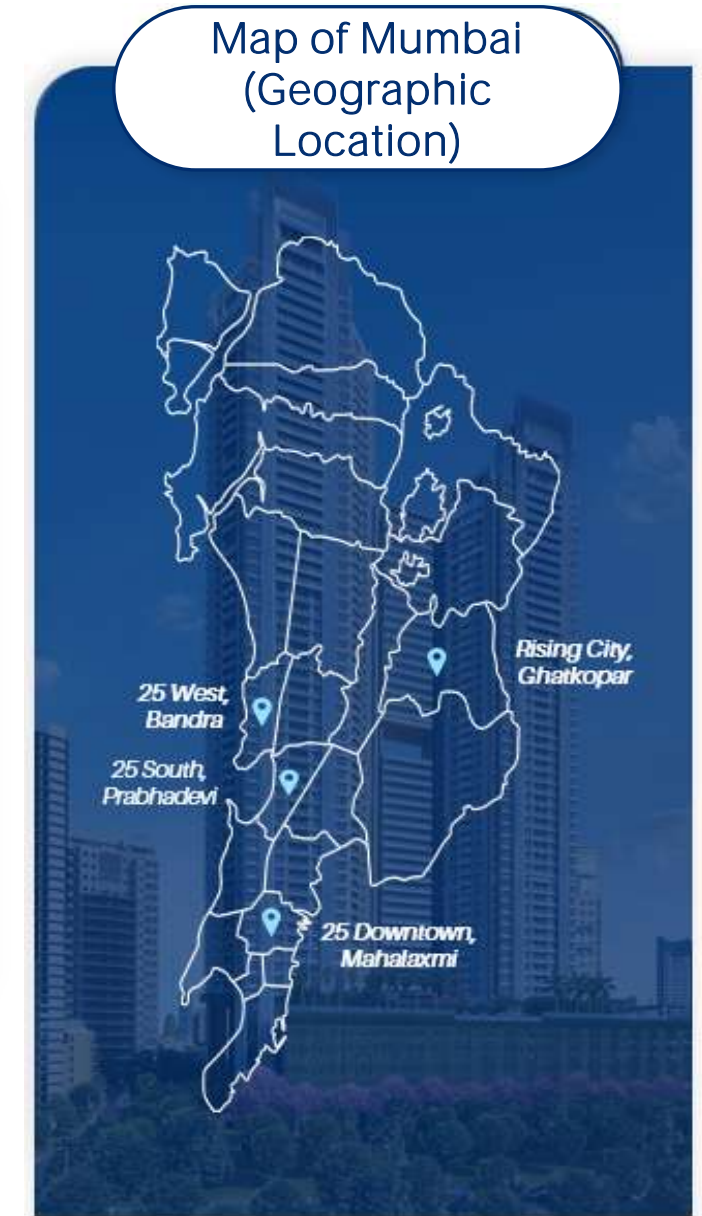 Map of Mumbai
(Geographic
Location)
Rising City,
Ghatkopar
25 West,
Bandra
25 South,
Prabhadevi
25 Downtown,
Mahalaxmi